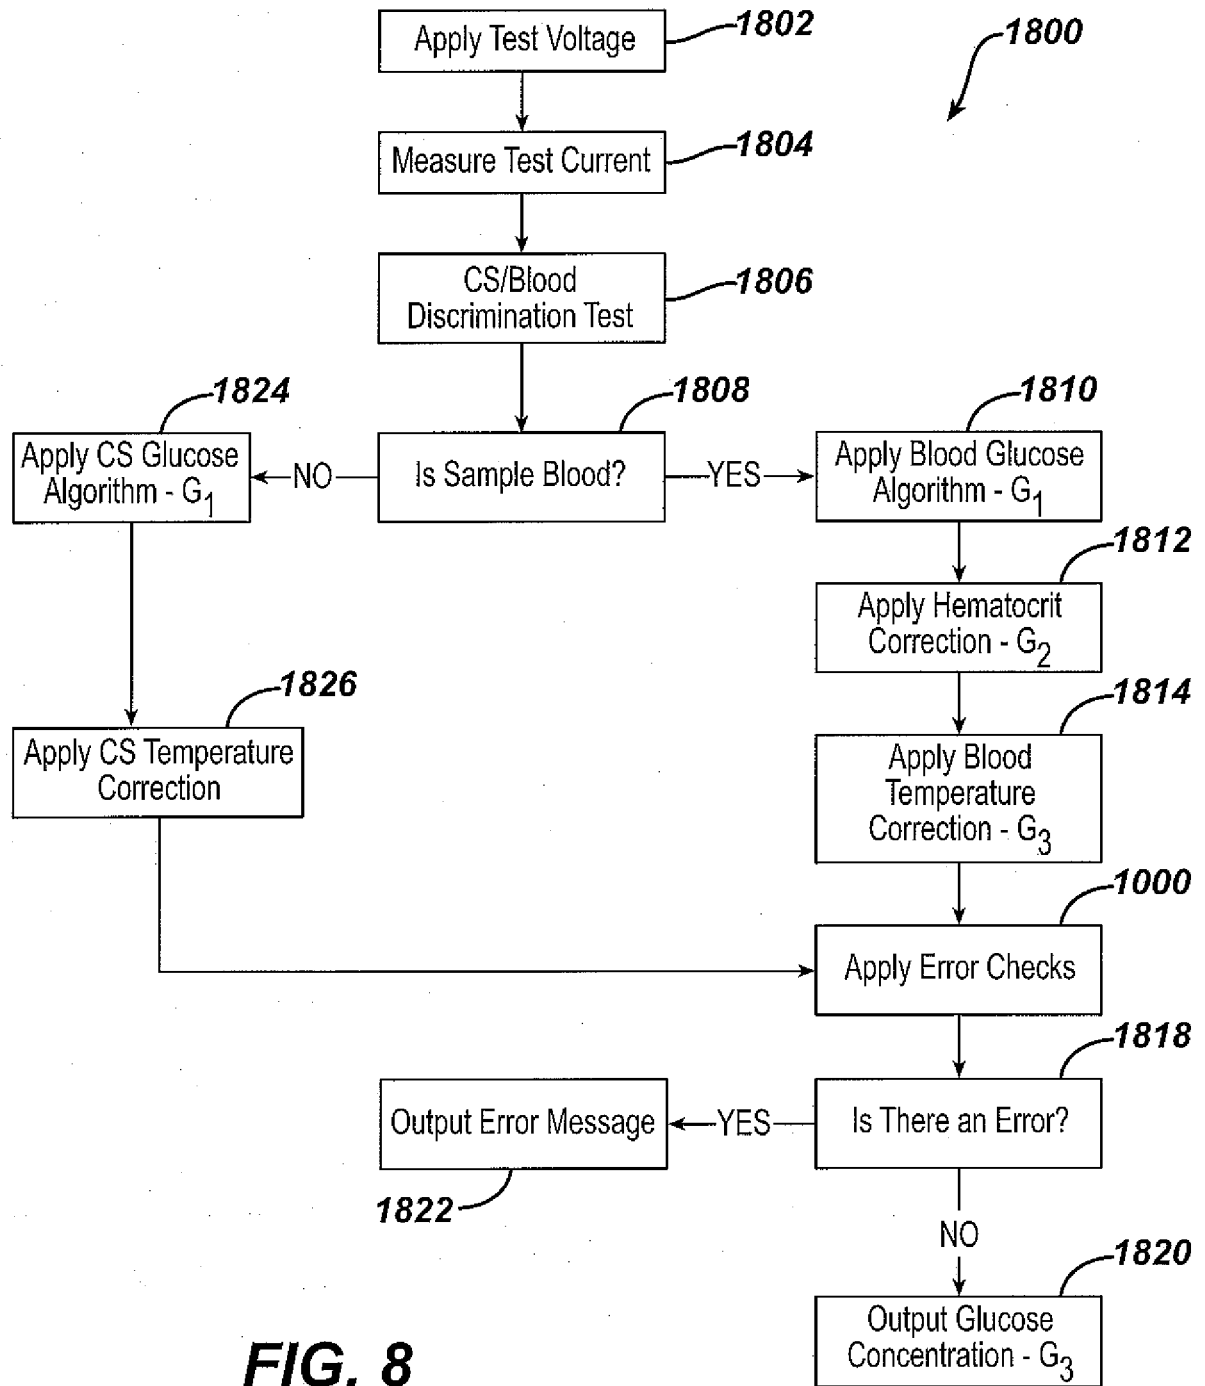 Apply Test Voltage
1802
1800
Measure Test Current
1804
CS/Blood
Discrimination Test
1806
1824
1808
1810
Apply CS Glucose
Algorithm - G1
NO
Is Sample Blood?
YES
Apply Blood Glucose
Algorithm - G1
1812
Apply Hematocrit
Correction - G2
1826
Apply CS Temperature
Correction
1814
Apply Blood
Temperature
Correction - G3
1000
Apply Error Checks
1818
Output Error Message
YES
Is There an Error?
1822
NO
1820
Output Glucose
Concentration - G3
FIG. 8